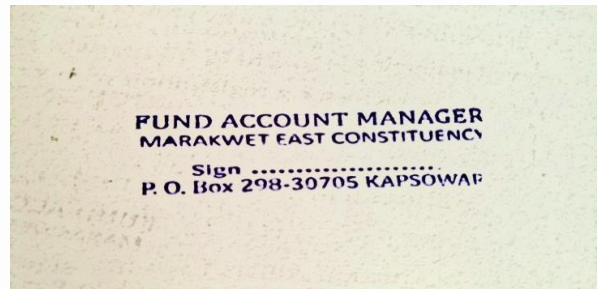 FUND ACCOUNT MANAGER
MARAKWET EAST CONSTITUENCY
Sign ........................
P. O. Box 298-30705 KAPSOWAR